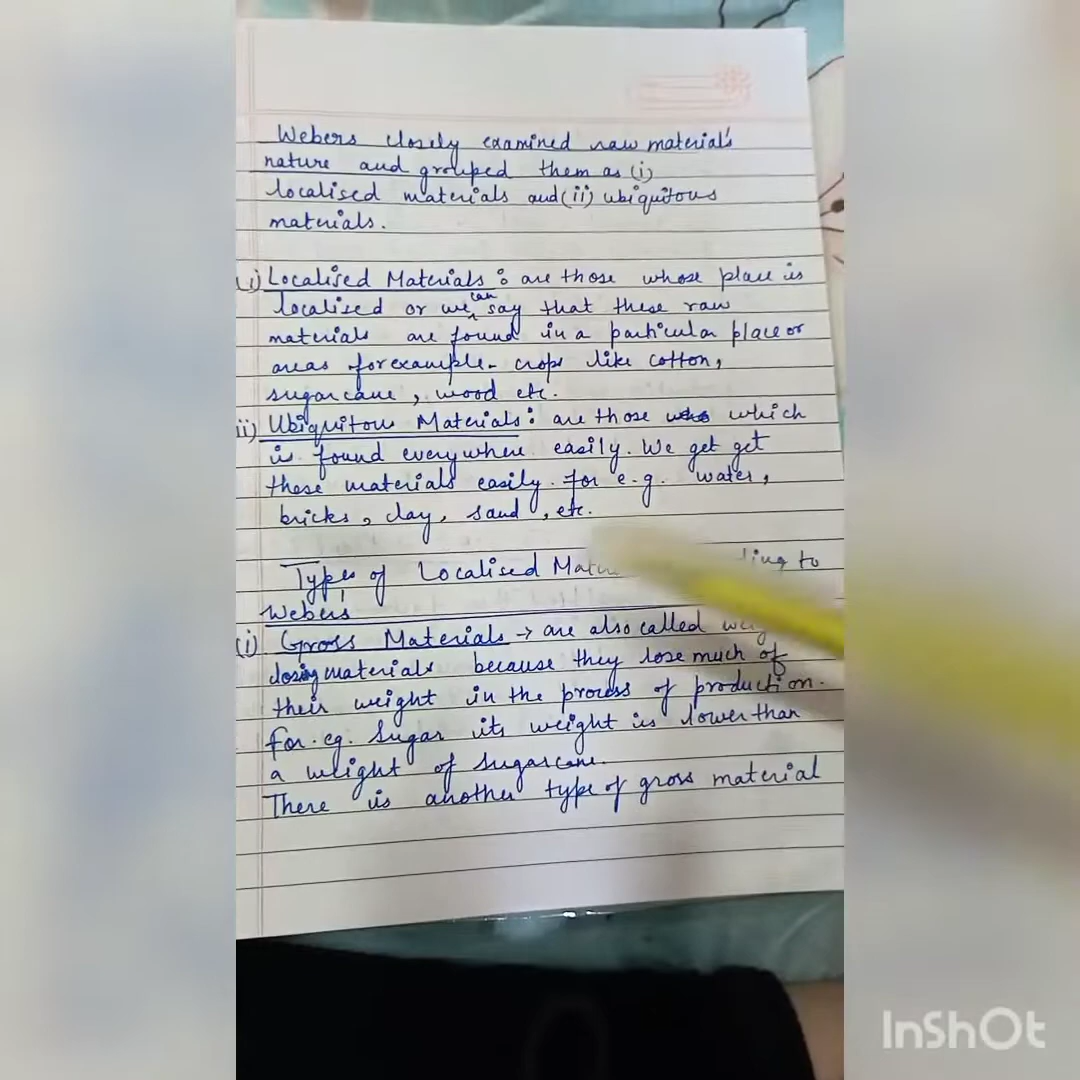 Webers closely examined raw material's
nature and grouped them as (i)
localised materials and (ii) ubiquitous
materials.
(i) Localised Materials : are those whose place is
localised or we can say that these raw
materials are found in a particular place or
areas for example - crops like cotton,
sugarcane, wood etc.
ii) Ubiquitous Materials : are those which
is found everywhere easily. We get get
these materials easily. For e.g. water,
bricks, clay, sand, etc.
Types of Localised to
Webers
(i) Gross Materials → are also called
losing materials because they lose much of
their weight in the process of production.
For. eg. Sugar its weight is lower than
a weight of sugarcane.
There is another type of gross material
InShOt